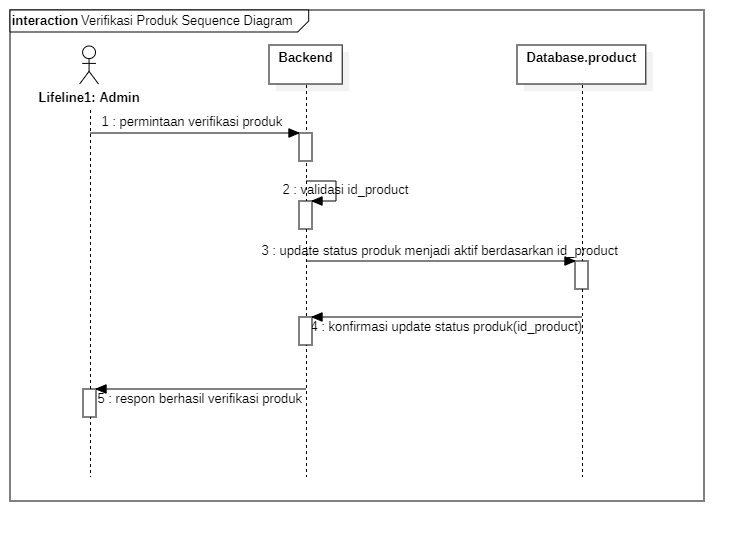 interaction Verifikasi Produk Sequence Diagram
Backend
Database.product
Lifeline1: Admin
1 : permintaan verifikasi produk
2 : validasi id_product
3 : update status produk menjadi aktif berdasarkan id_product
4 : konfirmasi update status produk(id_product)
5 : respon berhasil verifikasi produk